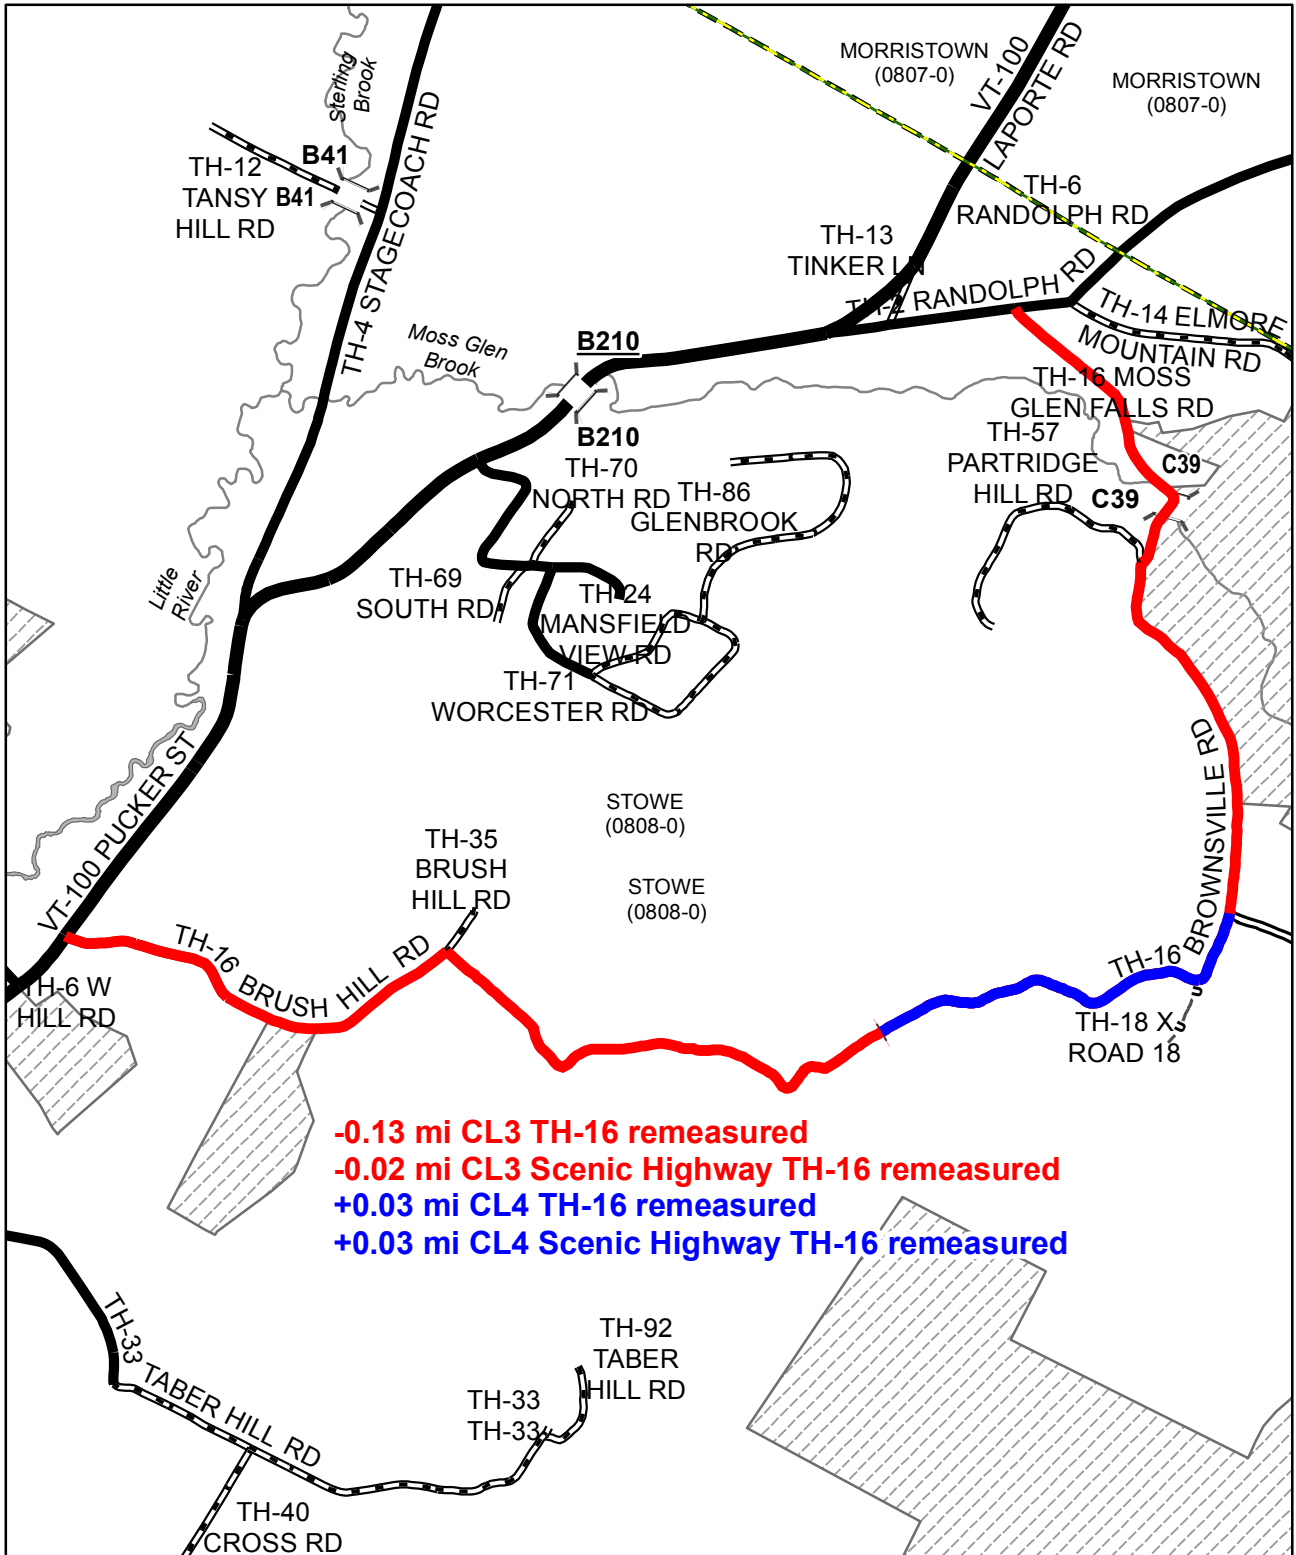 MORRISTOWN
(0807-0)
MORRISTOWN
(0807-0)
VT-100
LAPORTE RD
Sterling
Brook
TH-12
TANSY
HILL RD
B41
B41
TH-4 STAGECOACH RD
TH-6
RANDOLPH RD
TH-13
TINKER LN
TH-2 RANDOLPH RD
TH-14 ELMORE
MOUNTAIN RD
Moss Glen
Brook
B210
B210
TH-16 MOSS
GLEN FALLS RD
TH-57
PARTRIDGE
HILL RD
C39
C39
TH-70
NORTH RD
TH-86
GLENBROOK
RD
Little
River
TH-69
SOUTH RD
TH-24
MANSFIELD
VIEW RD
TH-71
WORCESTER RD
VT-100 PUCKER ST
BROWNSVILLE RD
STOWE
(0808-0)
TH-35
BRUSH
HILL RD
STOWE
(0808-0)
TH-16 BRUSH HILL RD
TH-16
TH-6 W
HILL RD
TH-18 X
ROAD 18
-0.13 mi CL3 TH-16 remeasured
-0.02 mi CL3 Scenic Highway TH-16 remeasured
+0.03 mi CL4 TH-16 remeasured
+0.03 mi CL4 Scenic Highway TH-16 remeasured
TH-33
TABER HILL RD
TH-92
TABER
HILL RD
TH-33
TH-33
TH-40
CROSS RD